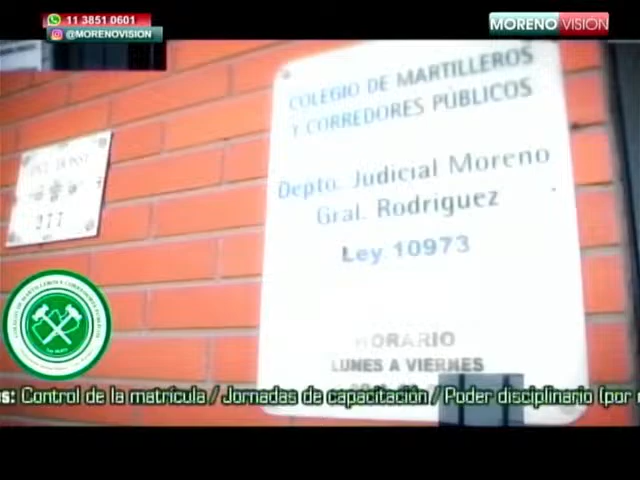 11 3851 0601
@MORENOVISION
MORENO VISION
COLEGIO DE MARTILLEROS
Y CORREDORES PÚBLICOS
Depto. Judicial Moreno
Gral. Rodriguez
Ley 10973
HORARIO
LUNES A VIERNES
277
s: Control de la matrícula / Jornadas de capacitación / Poder disciplinario (por